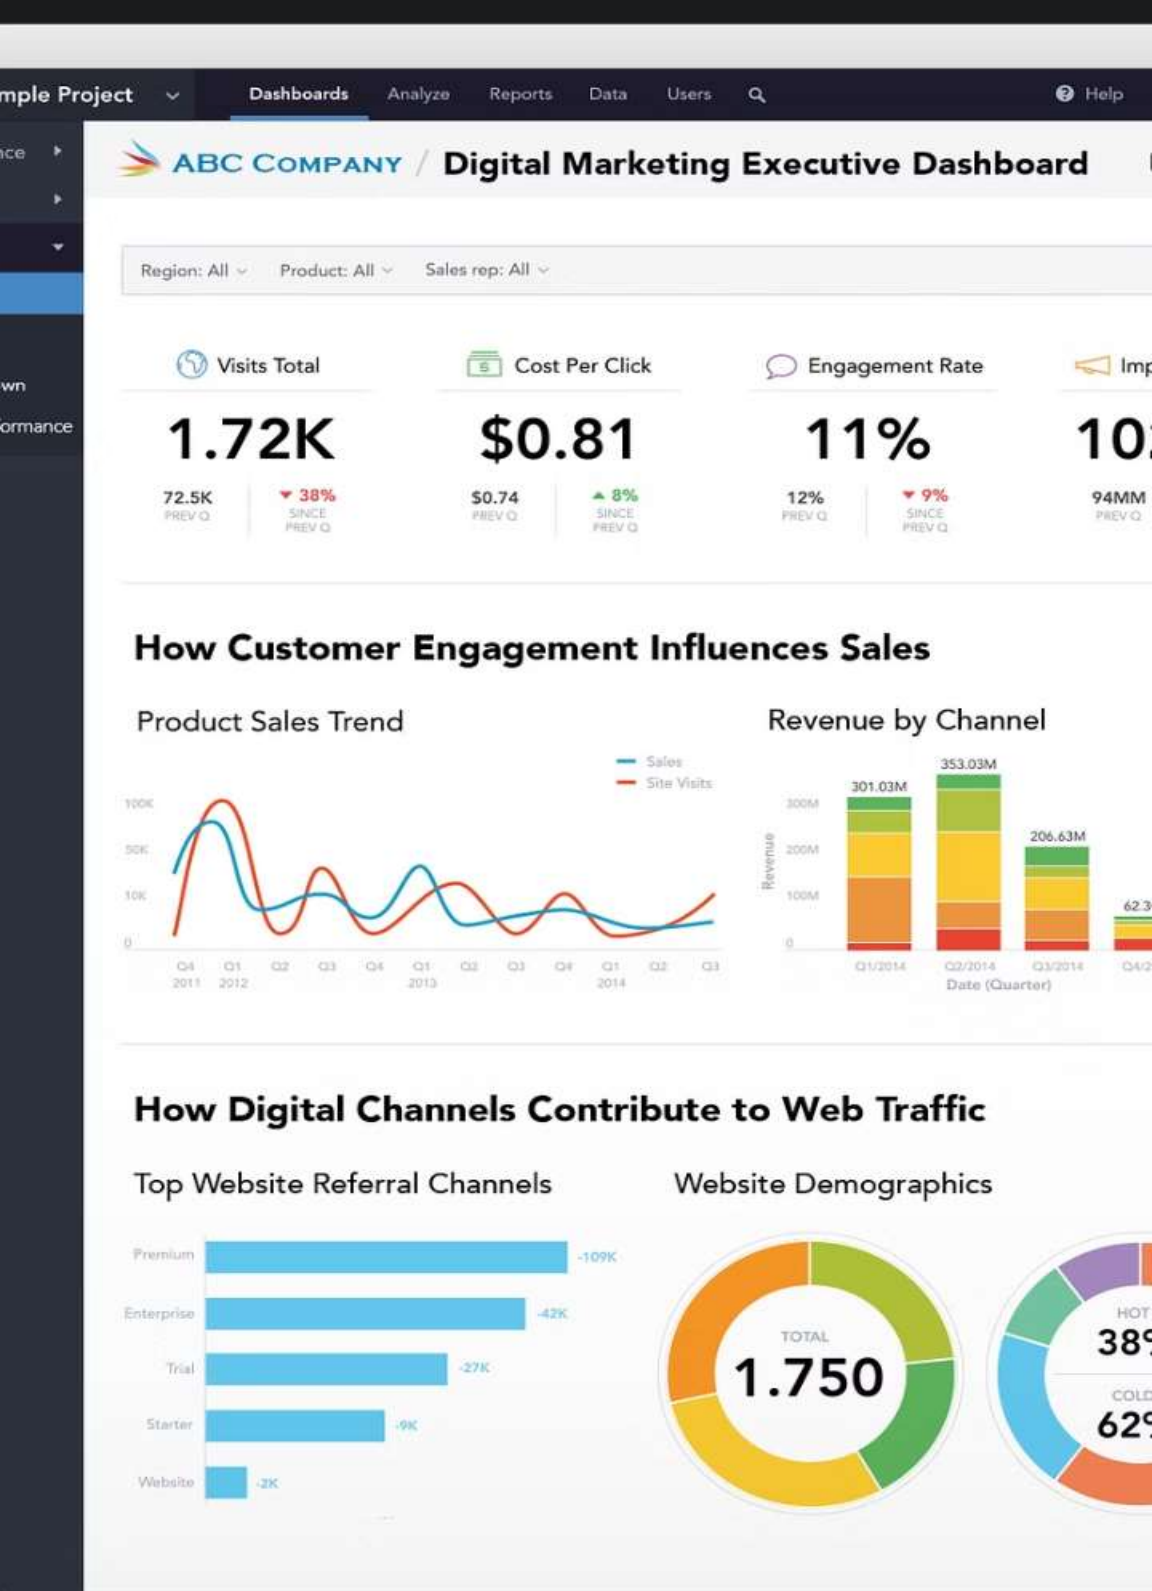 Project
Dashboards Analyze Reports Data Users
Help
ABC COMPANY / Digital Marketing Executive Dashboard
Region: All Product: All Sales rep: All
Visits Total
1.72K
72.5K
PREV Q
38%
SINCE
PREV Q
Cost Per Click
$0.81
$0.74
PREV Q
8%
SINCE
PREV Q
Engagement Rate
11%
12%
PREV Q
9%
SINCE
PREV Q
94MM
PREV Q
How Customer Engagement Influences Sales
Product Sales Trend
Sales
Site Visits
100K
50K
10K
0
Q4 Q1 Q2 Q3 Q4 Q1 Q2 Q3 Q4 Q1 Q2 Q3
2011 2012 2013 2014
Revenue by Channel
353.03M
301.03M
206.63M
300M
200M
100M
0
Revenue
Q1/2014 Q2/2014 Q3/2014
Date (Quarter)
How Digital Channels Contribute to Web Traffic
Top Website Referral Channels
Premium -109K
Enterprise -42K
Trial -27K
Starter -9K
Website -2K
Website Demographics
TOTAL
1.750
HOT
38%
COLD
62%